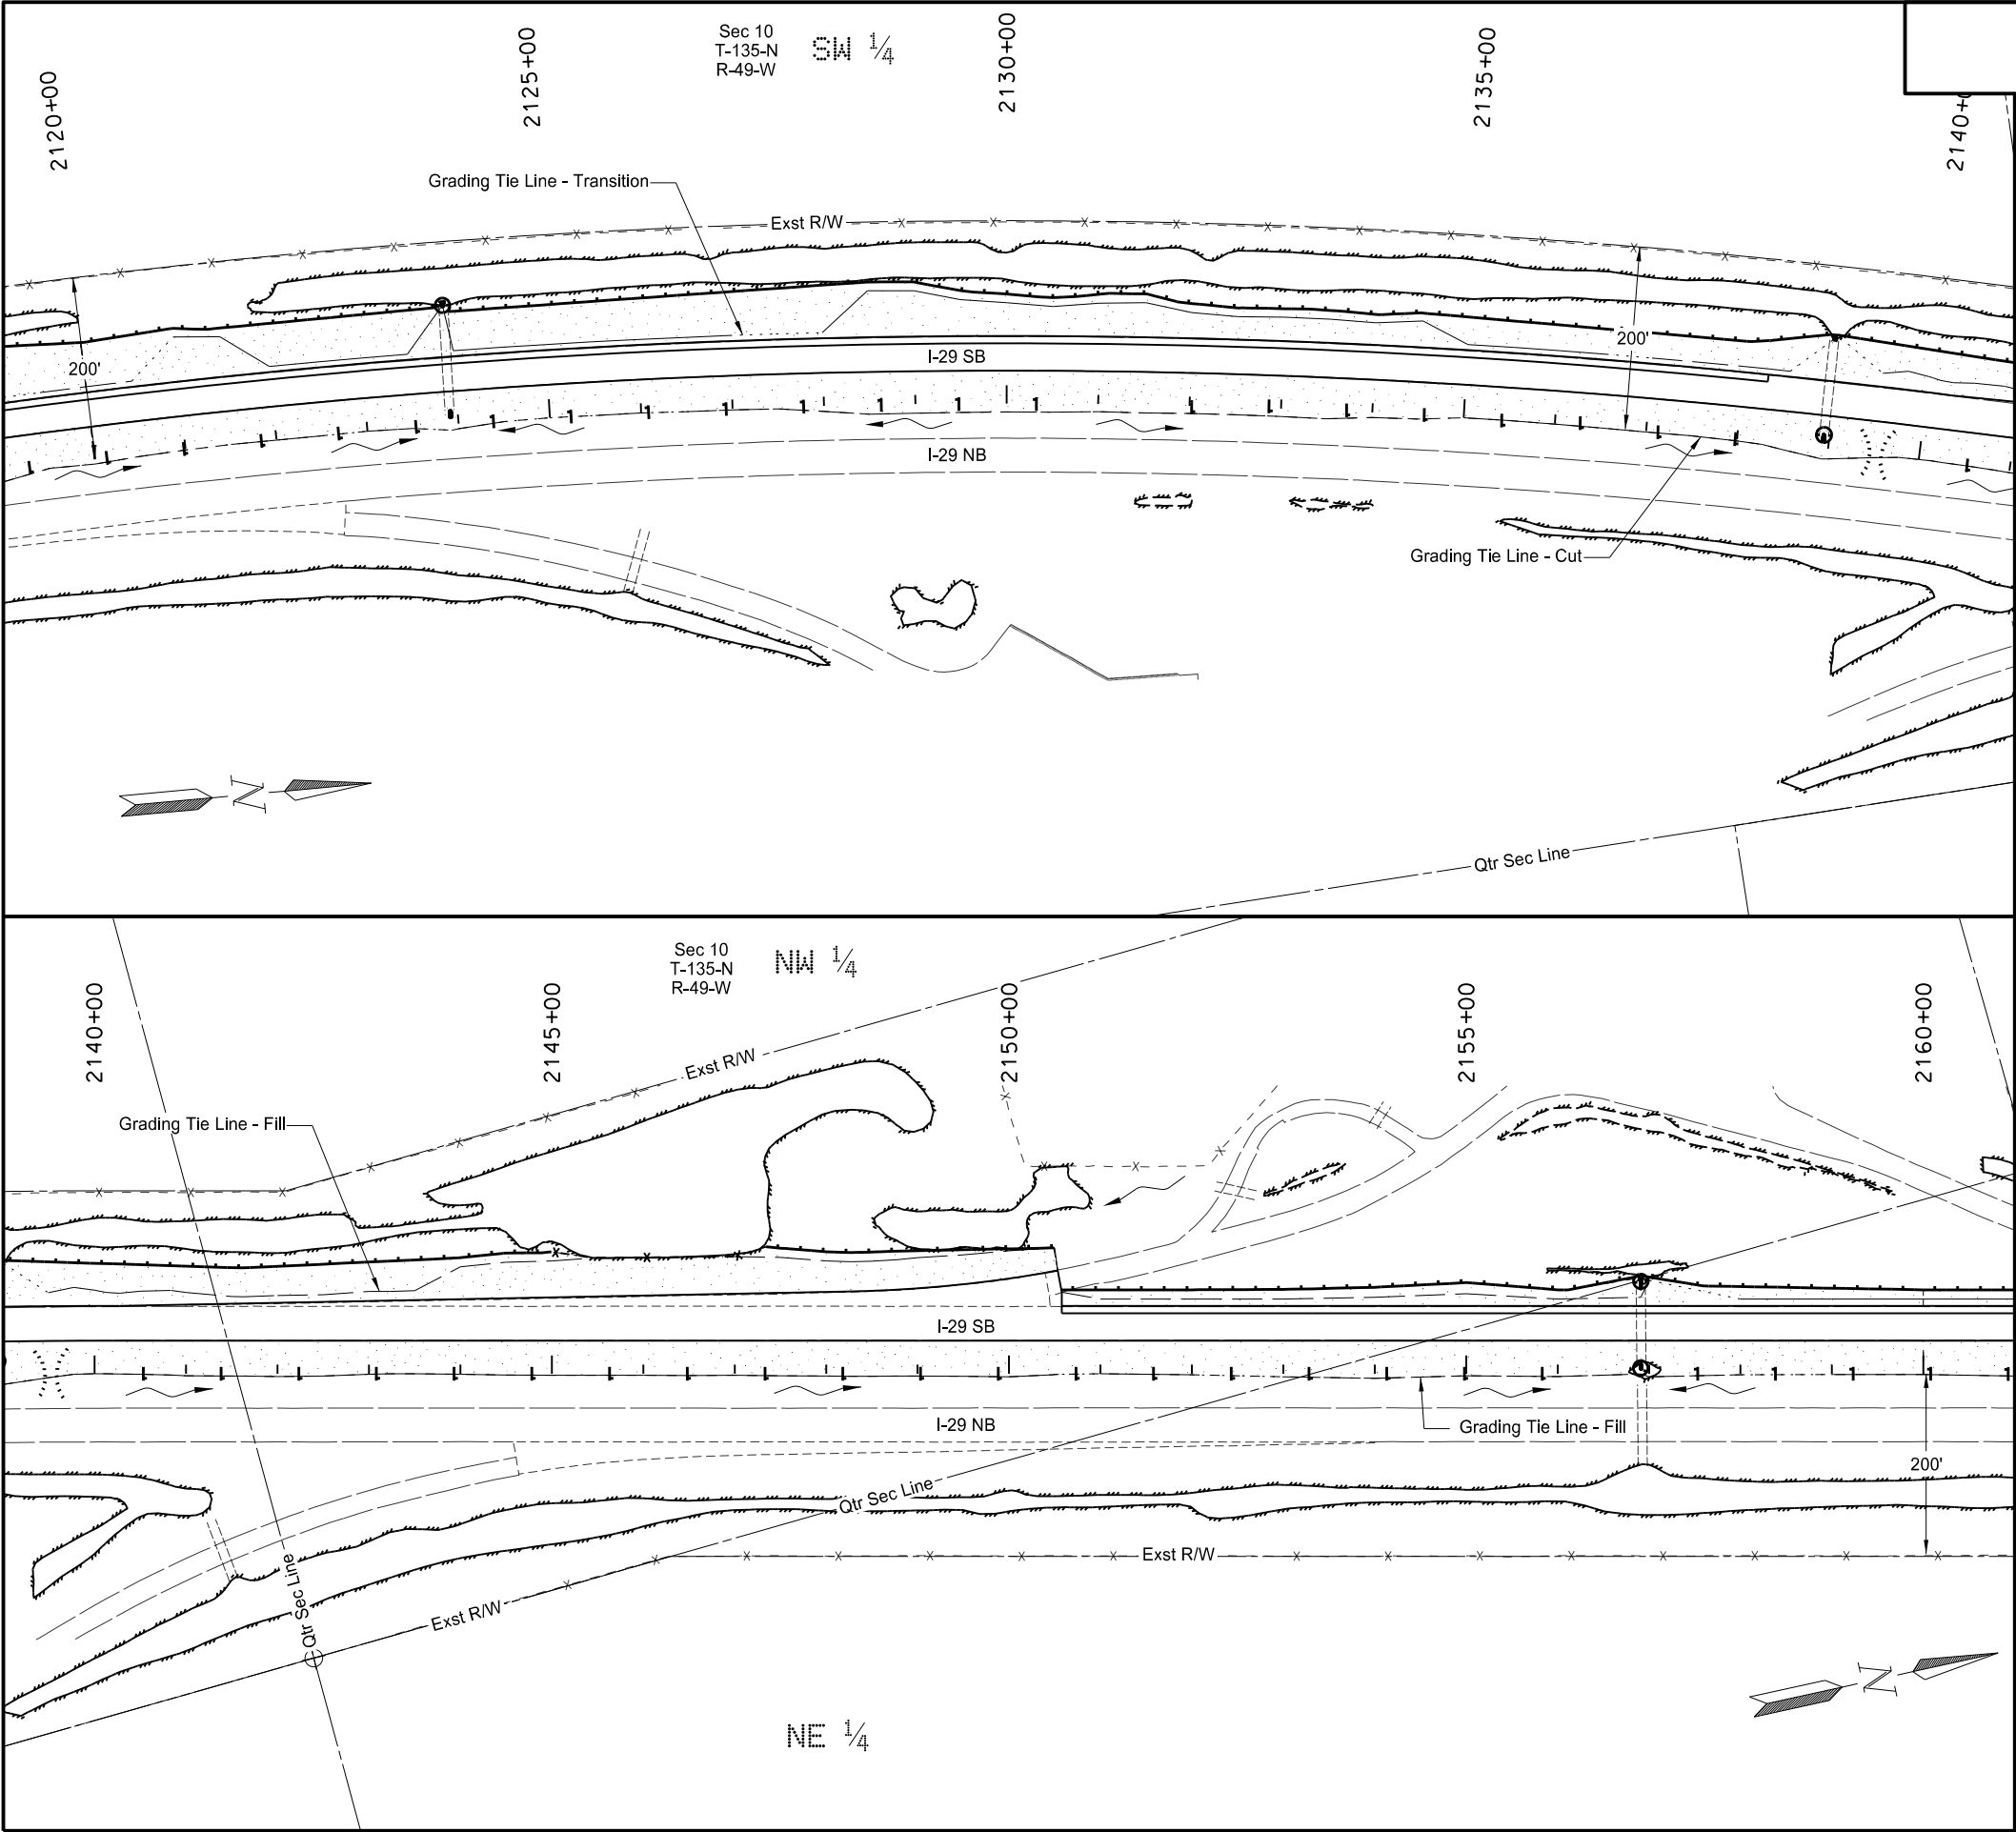 2120+00
2125+00
Sec 10
T-135-N
R-49-W
SW 1/4
2130+00
2135+00
2140+0
Grading Tie Line - Transition
Exst R/W
200'
I-29 SB
200'
I-29 NB
Grading Tie Line - Cut
N
Qtr Sec Line
Sec 10
T-135-N
R-49-W
NW 1/4
2140+00
2145+00
2150+00
2155+00
2160+00
Exst R/W
Grading Tie Line - Fill
I-29 SB
I-29 NB
Grading Tie Line - Fill
200'
Qtr Sec Line
Exst R/W
Qtr Sec Line
Exst R/W
N
NE 1/4